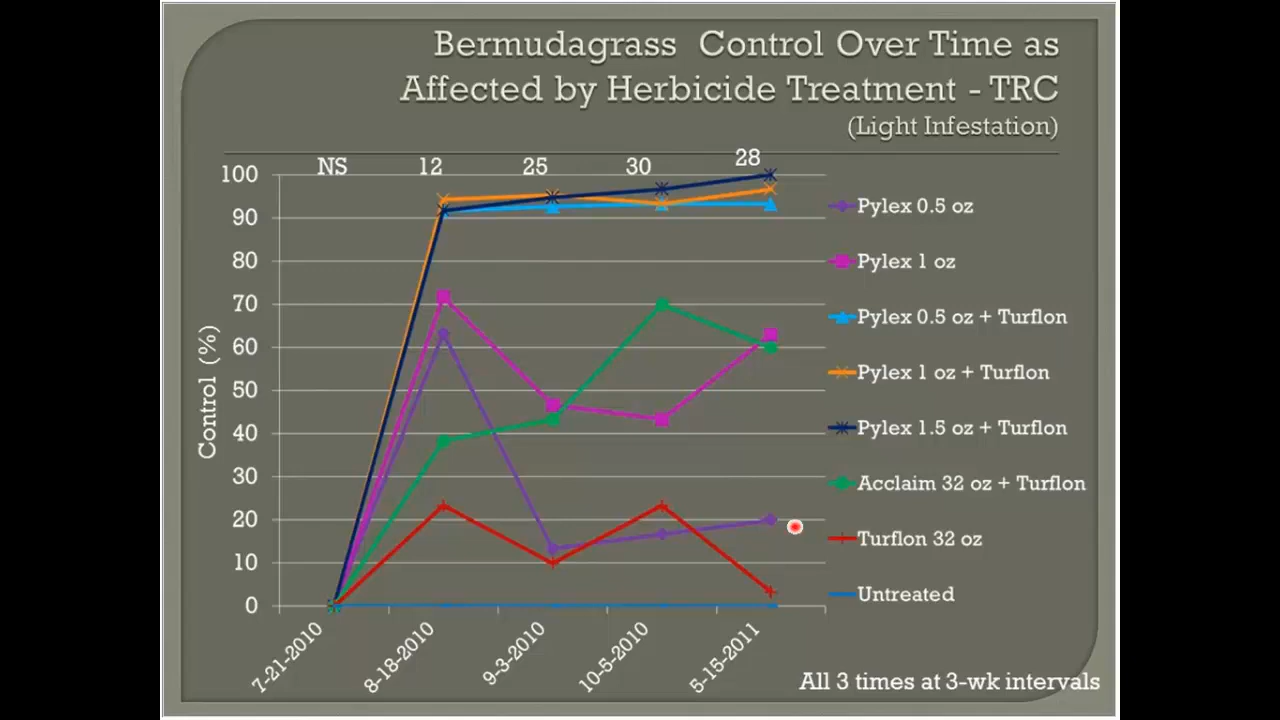 Bermudagrass Control Over Time as
Affected by Herbicide Treatment - TRC
(Light Infestation)
NS 12 25 30 28
100
90
80
70
60
50
40
30
20
10
0
Control (%)
7-21-2010
8-18-2010
9-3-2010
10-5-2010
5-15-2011
Pylex 0.5 oz
Pylex 1 oz
Pylex 0.5 oz + Turflon
Pylex 1 oz + Turflon
Pylex 1.5 oz + Turflon
Acclaim 32 oz + Turflon
Turflon 32 oz
Untreated
All 3 times at 3-wk intervals